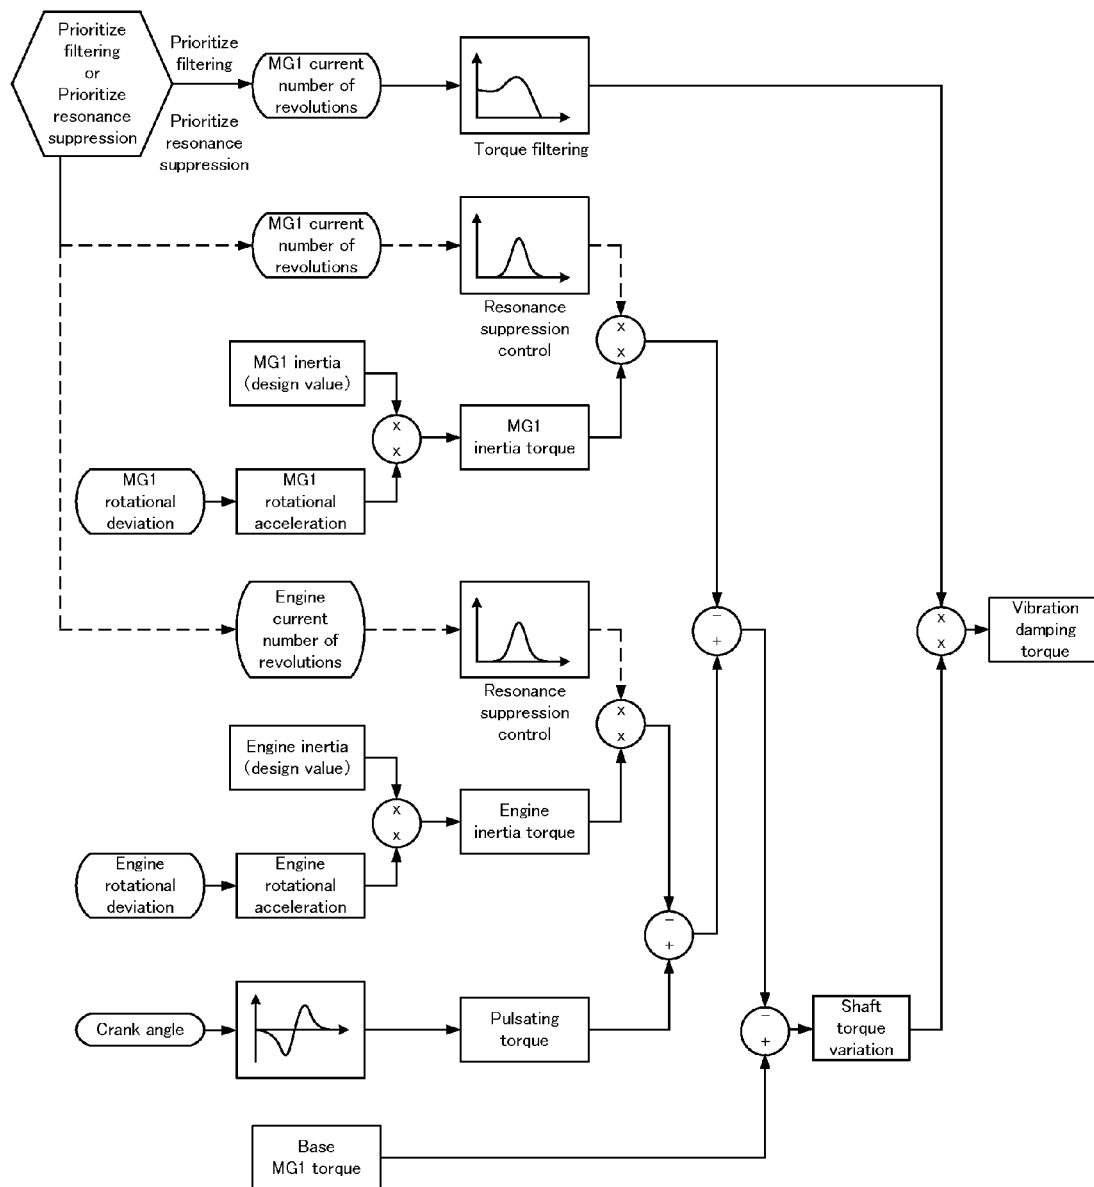 Prioritize
filtering
or
Prioritize
resonance
suppression
Prioritize
filtering
Prioritize
resonance
suppression
MG1 current
number of
revolutions
Torque filtering
MG1 current
number of
revolutions
Resonance
suppression
control
x
x
MG1 inertia
(design value)
x
x
MG1
inertia torque
MG1
rotational
deviation
MG1
rotational
acceleration
Engine
current
number of
revolutions
Resonance
suppression
control
x
x
−
+
x
x
Vibration
damping
torque
Engine inertia
(design value)
x
x
Engine
inertia torque
Engine
rotational
deviation
Engine
rotational
acceleration
−
+
Crank angle
Pulsating
torque
−
+
Shaft
torque
variation
Base
MG1 torque